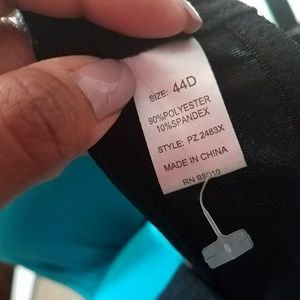 SIZE: 44D
90%POLYESTER
10%SPANDEX
STYLE: PZ 2483X
MADE IN CHINA